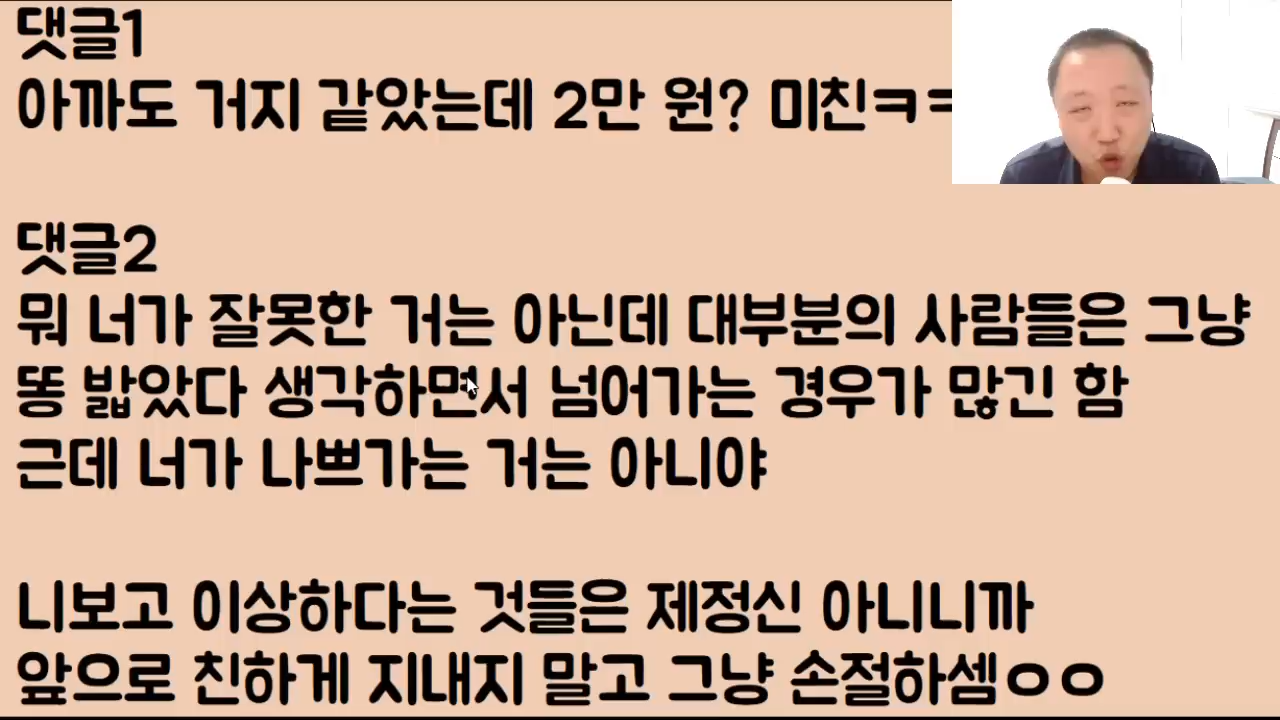 댓글1
아까도 거지 같았는데 2만 원? 미친ㅋㅋ
댓글2
뭐 너가 잘못한 거는 아닌데 대부분의 사람들은 그냥
똥 밟았다 생각하면서 넘어가는 경우가 많긴 함
근데 너가 나쁘가는 거는 아니야
니보고 이상하다는 것들은 제정신 아니니까
앞으로 친하게 지내지 말고 그냥 손절하셈ㅇㅇ